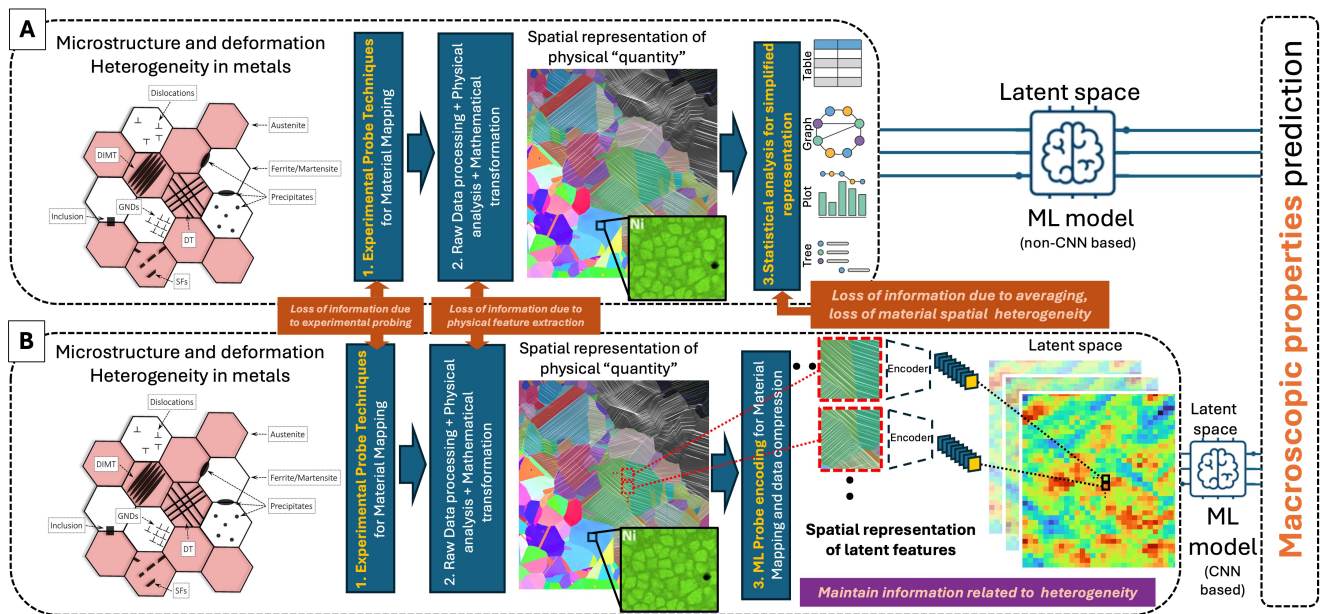 A
Microstructure and deformation
Heterogeneity in metals
Dislocations
Austenite
DIMT
Ferrite/Martensite
Precipitates
GNDs
Inclusion
DT
SFs
1. Experimental Probe Techniques
for Material Mapping
2. Raw Data processing + Physical
analysis + Mathematical
transformation
Spatial representation of
physical “quantity”
Ni
3.Statistical analysis for simplified
representation
Table
Graph
Plot
Tree
Latent space
ML model
(non-CNN based)
Macroscopic properties prediction
Loss of information due
to experimental probing
Loss of information due to
physical feature extraction
Loss of information due to averaging,
loss of material spatial heterogeneity
B
Microstructure and deformation
Heterogeneity in metals
Dislocations
Austenite
DIMT
Ferrite/Martensite
Precipitates
GNDs
Inclusion
DT
SFs
1. Experimental Probe Techniques
for Material Mapping
2. Raw Data processing + Physical
analysis + Mathematical
transformation
Spatial representation of
physical “quantity”
Ni
3. ML Probe encoding for Material
Mapping and data compression
Encoder
Encoder
Latent space
Spatial representation
of latent features
Maintain information related to heterogeneity
Latent
space
ML
model
(CNN
based)